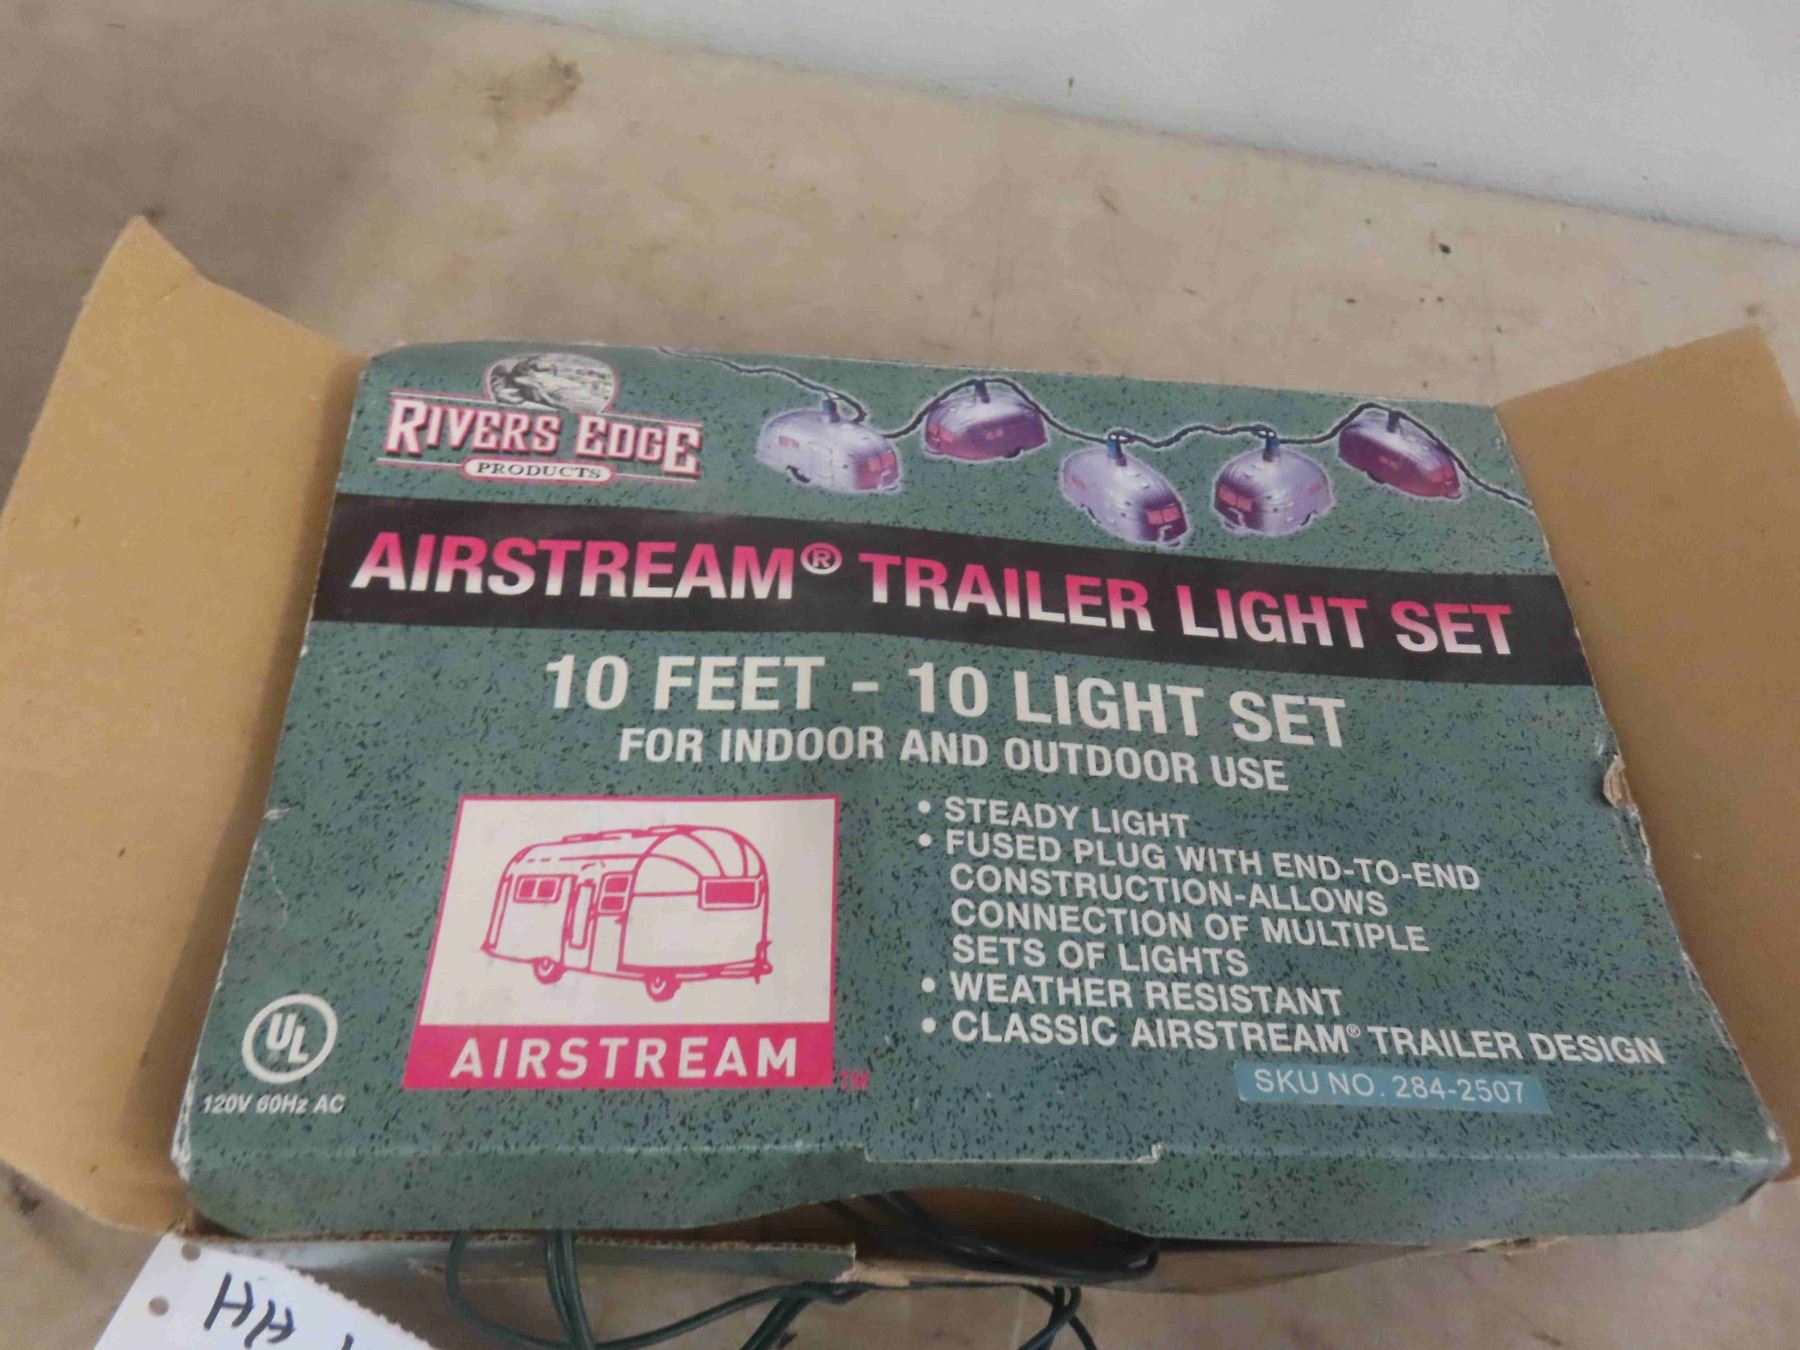 RIVERS EDGE
PRODUCTS
AIRSTREAM® TRAILER LIGHT SET
10 FEET - 10 LIGHT SET
FOR INDOOR AND OUTDOOR USE
• STEADY LIGHT
• FUSED PLUG WITH END-TO-END
CONSTRUCTION-ALLOWS
CONNECTION OF MULTIPLE
SETS OF LIGHTS
• WEATHER RESISTANT
• CLASSIC AIRSTREAM® TRAILER DESIGN
SKU NO. 284-2507
AIRSTREAM™
UL
120V 60Hz AC
HH